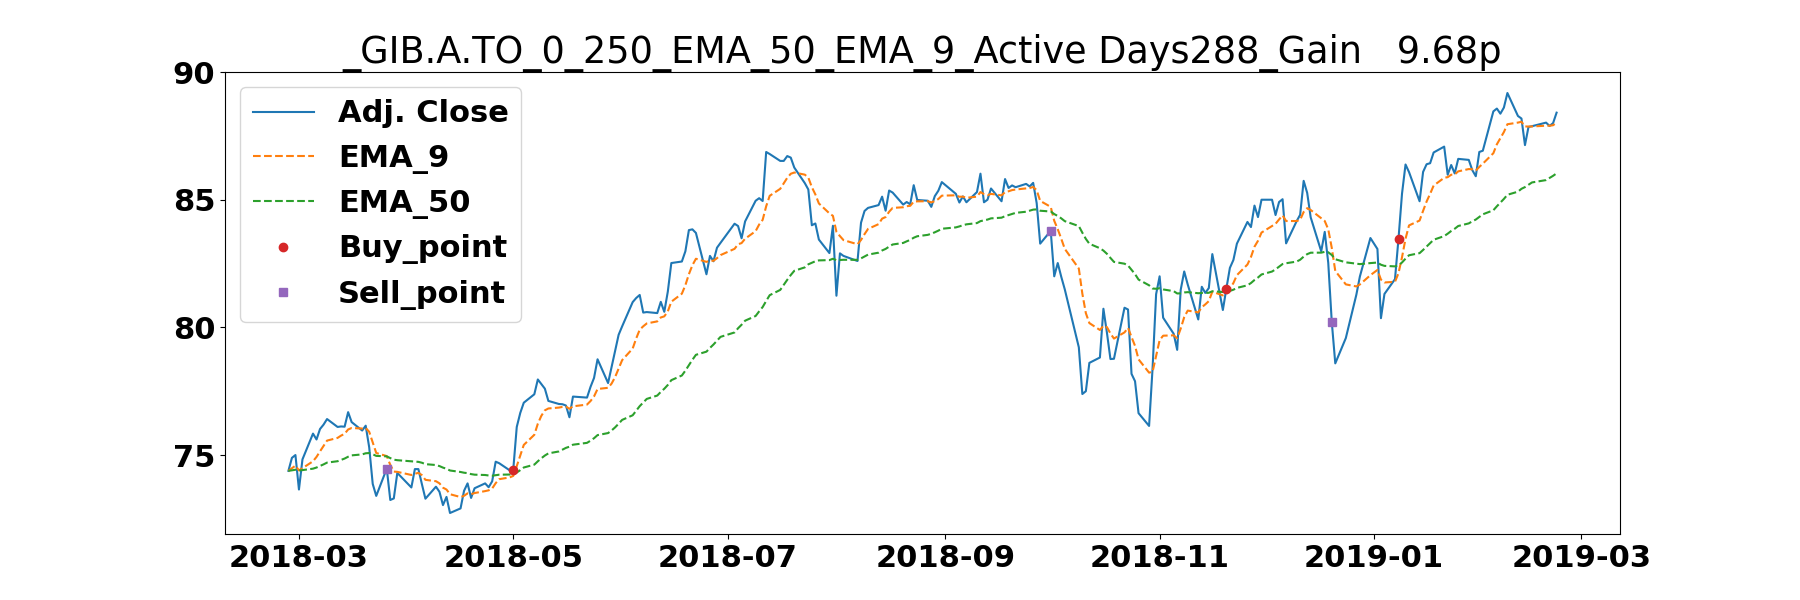 _GIB.A.TO_0_250_EMA_50_EMA_9_Active Days288_Gain   9.68p
90
85
80
75
Adj. Close
EMA_9
EMA_50
Buy_point
Sell_point
2018-03 2018-05 2018-07 2018-09 2018-11 2019-01 2019-03